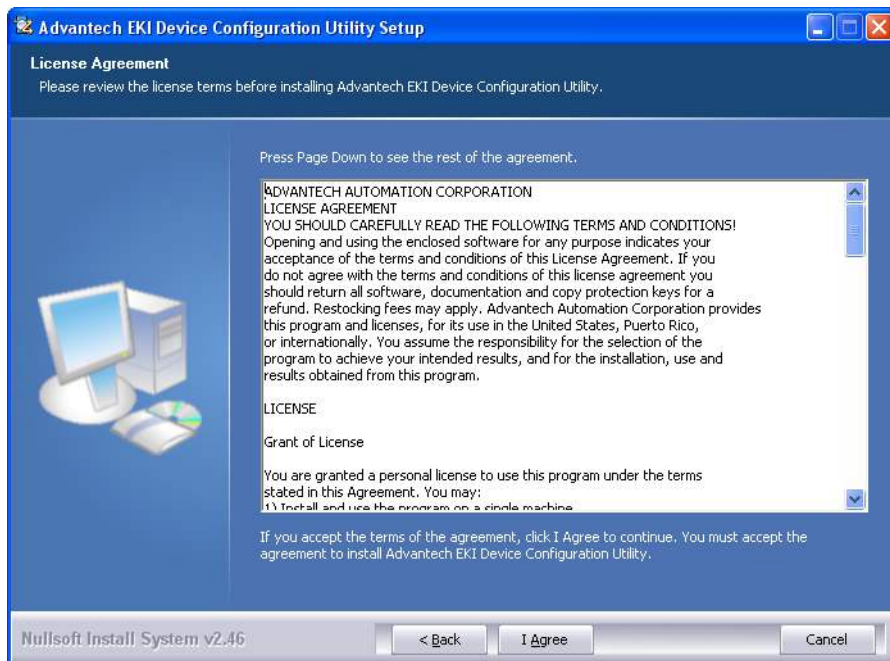 Advantech EKI Device Configuration Utility Setup
License Agreement
Please review the license terms before installing Advantech EKI Device Configuration Utility.
Press Page Down to see the rest of the agreement.
ADVANTECH AUTOMATION CORPORATION
LICENSE AGREEMENT
YOU SHOULD CAREFULLY READ THE FOLLOWING TERMS AND CONDITIONS!
Opening and using the enclosed software for any purpose indicates your
acceptance of the terms and conditions of this License Agreement. If you
do not agree with the terms and conditions of this license agreement you
should return all software, documentation and copy protection keys for a
refund. Restocking fees may apply. Advantech Automation Corporation provides
this program and licenses, for its use in the United States, Puerto Rico,
or internationally. You assume the responsibility for the selection of the
program to achieve your intended results, and for the installation, use and
results obtained from this program.
LICENSE
Grant of License
You are granted a personal license to use this program under the terms
stated in this Agreement. You may:
1) Install and use the program on a single machine
If you accept the terms of the agreement, click I Agree to continue. You must accept the
agreement to install Advantech EKI Device Configuration Utility.
Nullsoft Install System v2.46
< Back
I Agree
Cancel